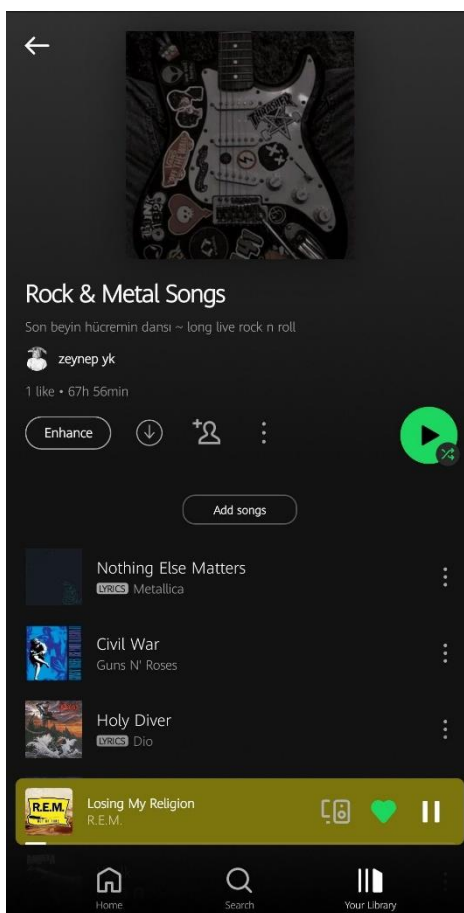 THRASHER
Rock & Metal Songs
Son beyin hücremin dansı ~ long live rock n roll
zeynep yk
1 like • 67h 56min
Enhance
Add songs
Nothing Else Matters
LYRICS Metallica
Civil War
Guns N' Roses
Holy Diver
LYRICS Dio
R.E.M.
Losing My Religion
R.E.M.
Home
Search
Your Library